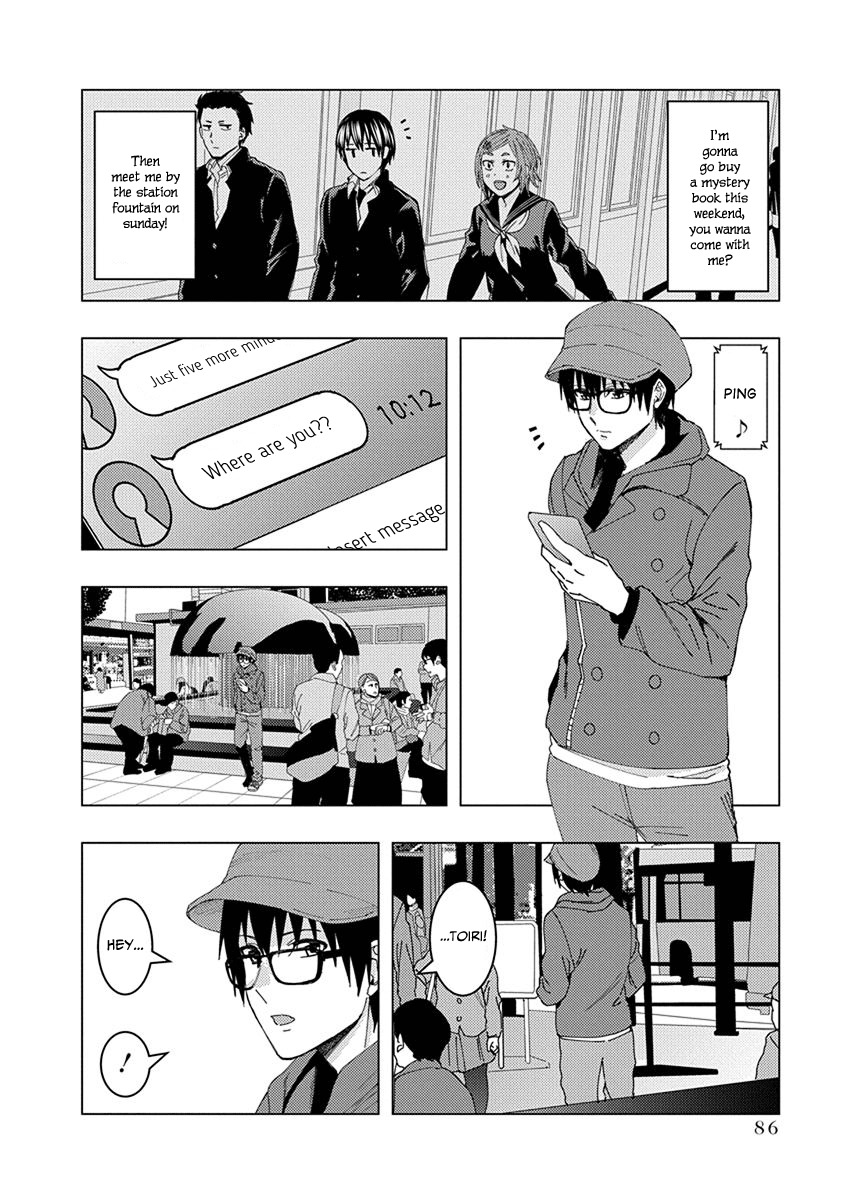 I'm
gonna
go buy
a mystery
book this
weekend,
you wanna
come with
me?
Then
meet me by
the station
fountain on
sunday!
PING
♪
Just five more minu
Where are you??
10:12
Insert message
...TOIRI!
HEY...
!
86